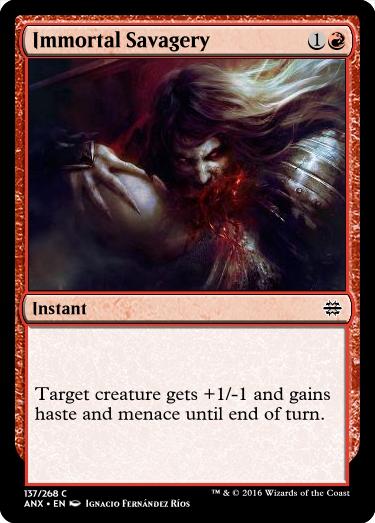 Immortal Savagery 1
Instant
Target creature gets +1/-1 and gains
haste and menace until end of turn.
137/268 C
ANX • EN Ignacio Fernández Ríos
™ & © 2016 Wizards of the Coast